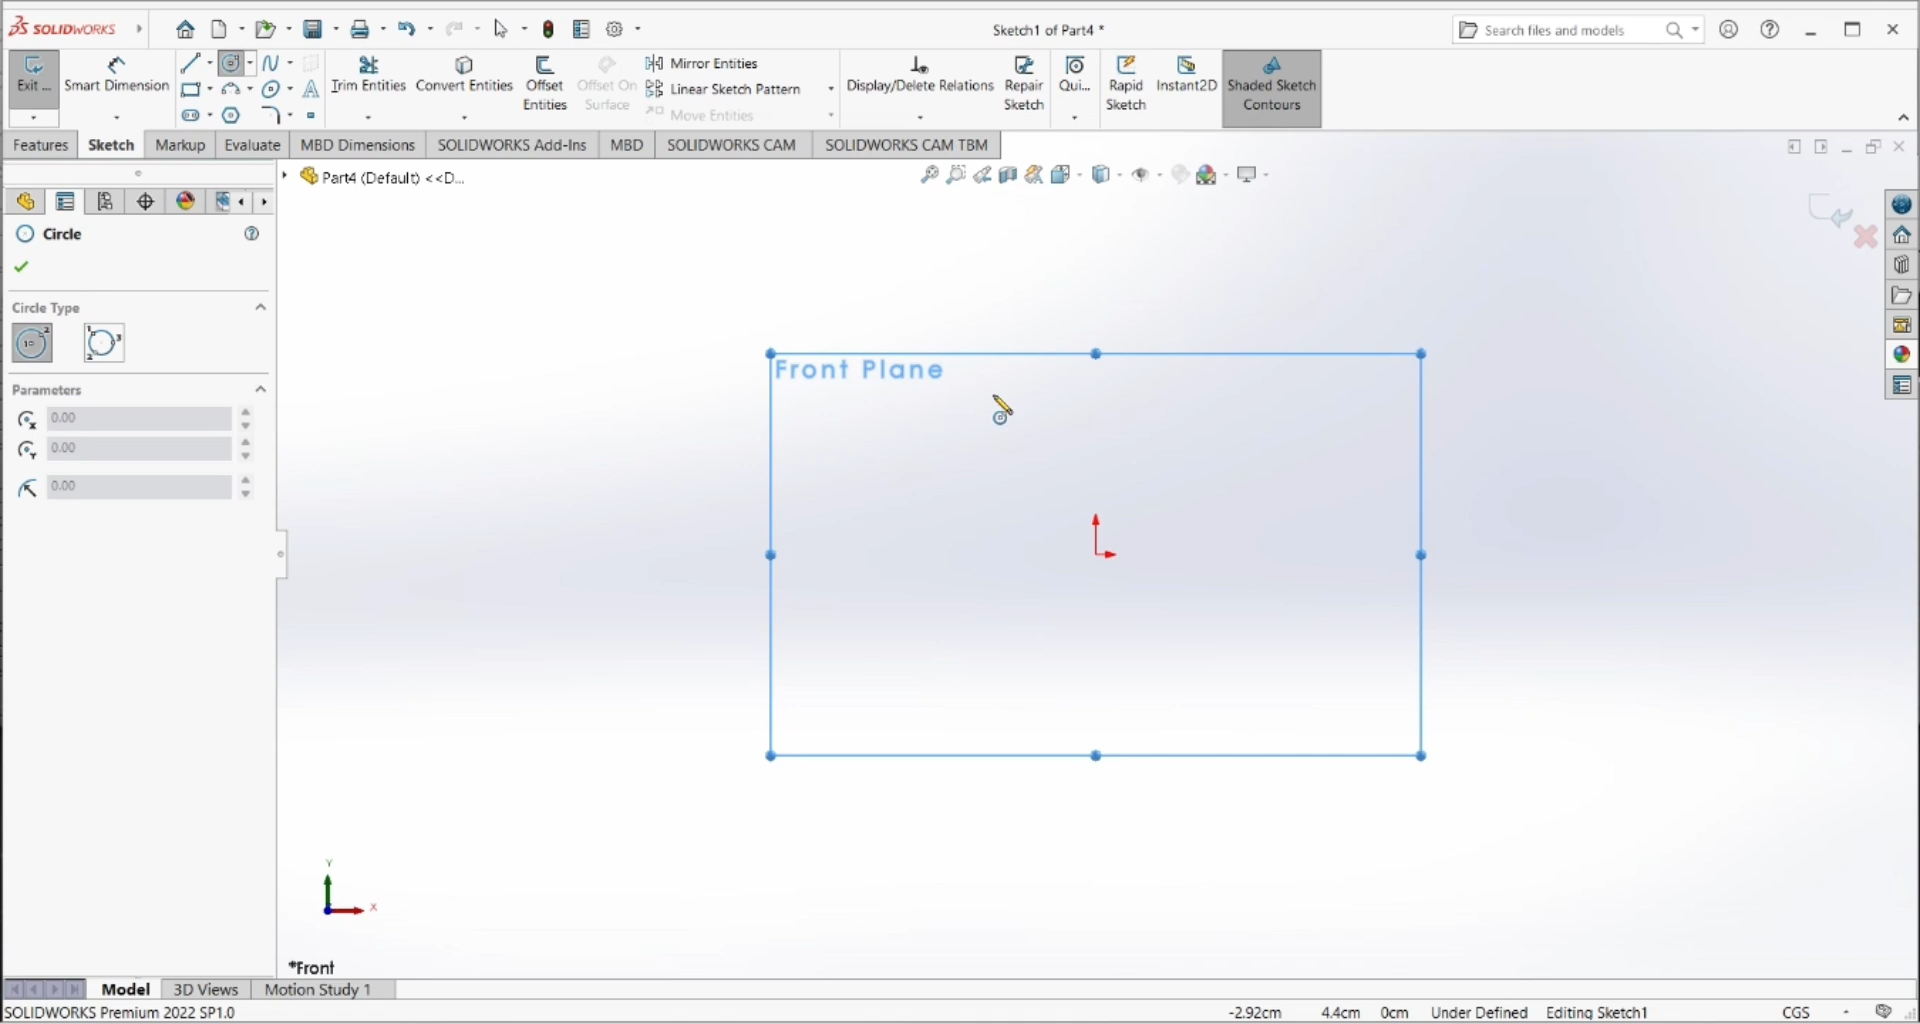 SOLIDWORKS
Sketch1 of Part4 *
Search files and models
Exit ...
Smart Dimension
Trim Entities
Convert Entities
Offset Entities
Offset On Surface
Mirror Entities
Linear Sketch Pattern
Move Entities
Display/Delete Relations
Repair Sketch
Qui...
Rapid Sketch
Instant2D
Shaded Sketch Contours
Features Sketch Markup Evaluate MBD Dimensions SOLIDWORKS Add-Ins MBD SOLIDWORKS CAM SOLIDWORKS CAM TBM
Part4 (Default) <<D...
Circle
Circle Type
Parameters
0.00
0.00
0.00
Front Plane
Y
X
*Front
Model 3D Views Motion Study 1
SOLIDWORKS Premium 2022 SP1.0
-2.92cm 4.4cm 0cm Under Defined Editing Sketch1 CGS -